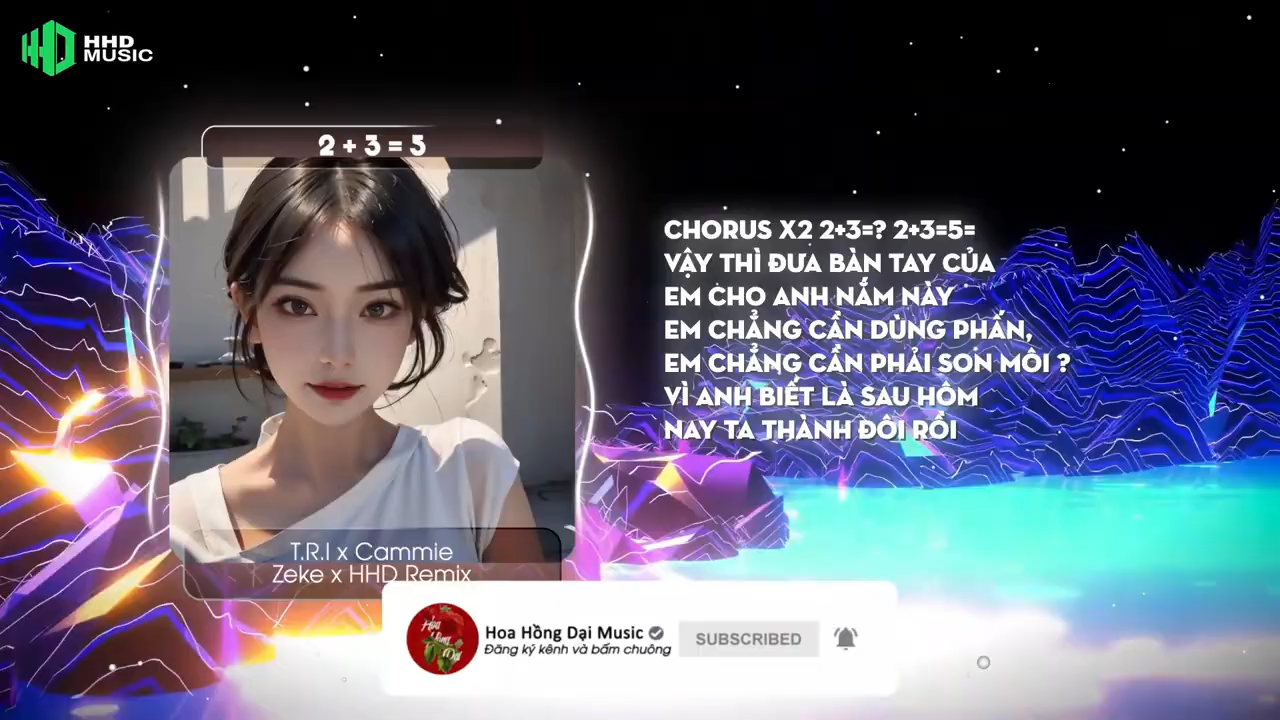 HHD
MUSIC
2 + 3 = 5
CHORUS X2 2+3=? 2+3=5=
VẬY THÌ ĐƯA BÀN TAY CỦA
EM CHO ANH NẮM NÀY
EM CHẲNG CẦN DÙNG PHẤN,
EM CHẲNG CẦN PHẢI SON MÔI ?
VÌ ANH BIẾT LÀ SAU HÔM
NAY TA THÀNH ĐÔI RỒI
T.R.I x Cammie
Zeke x HHD Remix
Hoa Hồng Dại
Hoa Hồng Dại Music
Đăng ký kênh và bấm chuông
SUBSCRIBED